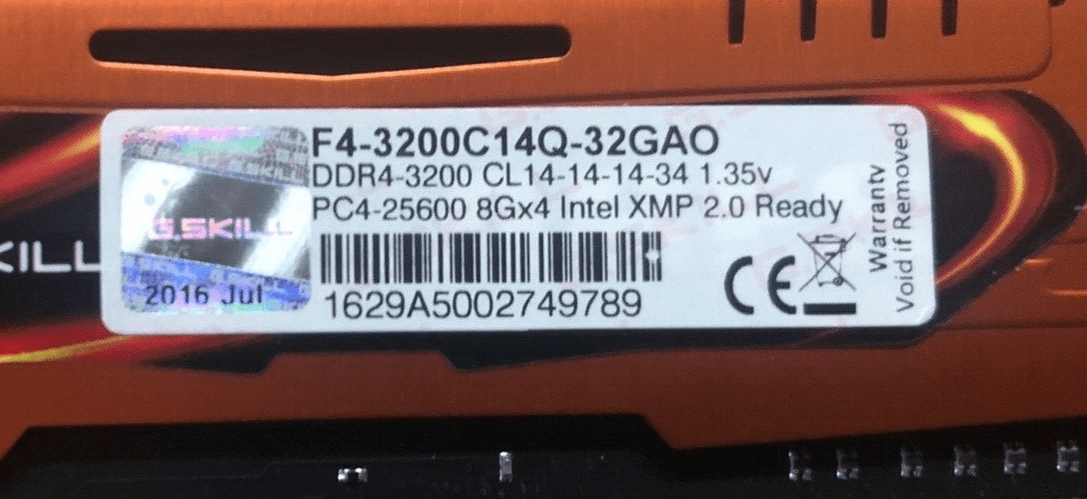 F4-3200C14Q-32GAO
DDR4-3200 CL14-14-14-34 1.35v
PC4-25600 8Gx4 Intel XMP 2.0 Ready
G.SKILL
KILL
2016 Jul
1629A5002749789
CE
Warranty
Void if Removed